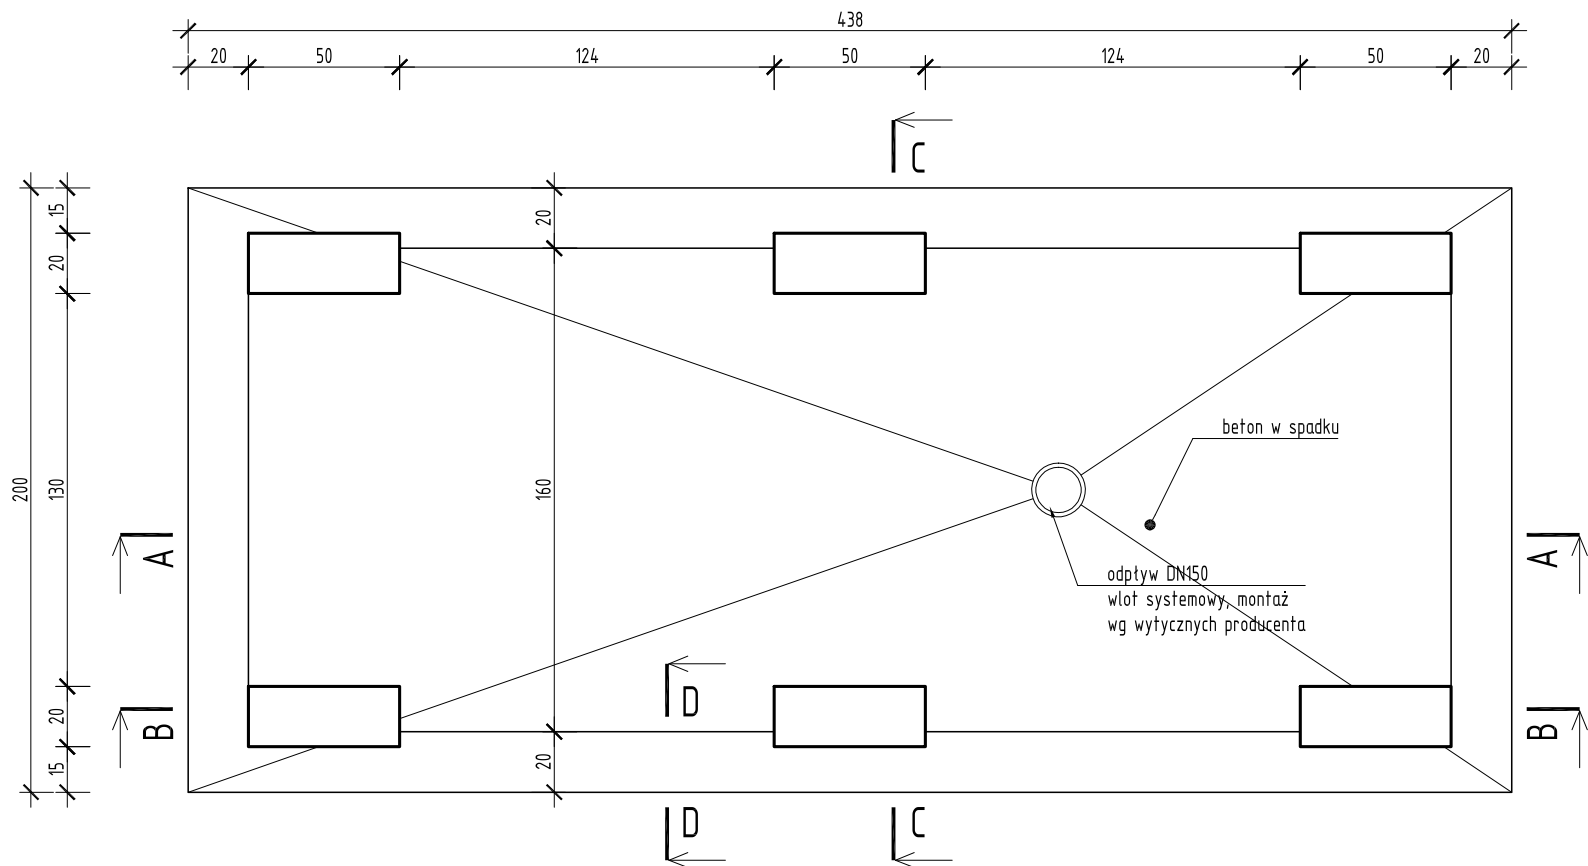 438
20 50 124 50 124 50 20
C
15
20
20
200
130
160
beton w spadku
A
A
odpływ DN150
wlot systemowy, montaż
wg wytycznych producenta
D
B
20
B
15
20
D
C